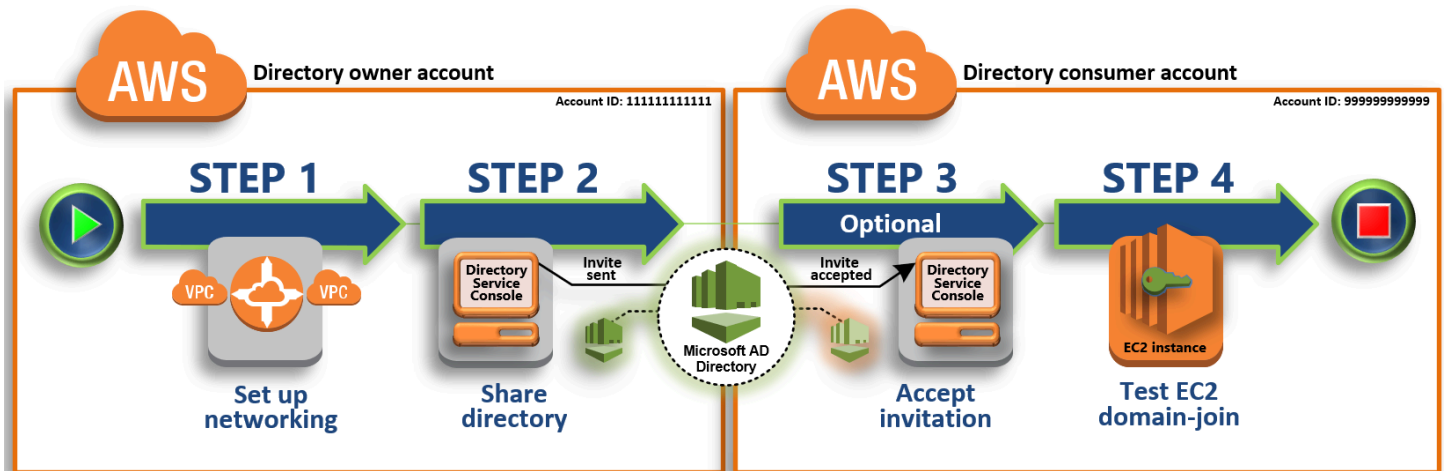 AWS
Directory owner account
Account ID: 111111111111
STEP 1
STEP 2
VPC
VPC
Directory
Service
Console
Invite
sent
Set up
networking
Share
directory
Microsoft AD
Directory
AWS
Directory consumer account
Account ID: 999999999999
STEP 3
Optional
STEP 4
Invite
accepted
Directory
Service
Console
EC2 instance
Accept
invitation
Test EC2
domain-join